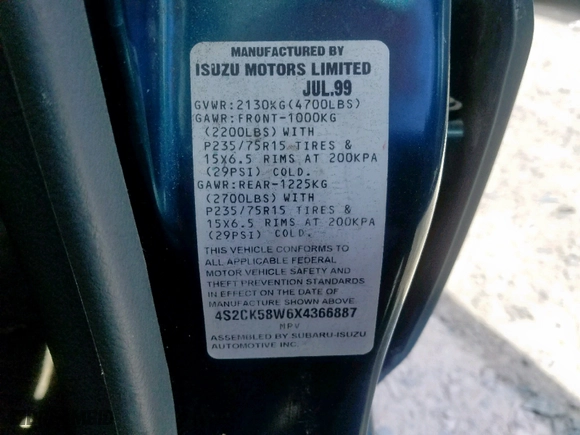 MANUFACTURED BY
ISUZU MOTORS LIMITED
JUL.99
GVWR:2130KG(4700LBS)
GAWR:FRONT-1000KG
(2200LBS) WITH
P235/75R15 TIRES &
15X6.5 RIMS AT 200KPA
(29PSI) COLD.
GAWR:REAR-1225KG
(2700LBS) WITH
P235/75R15 TIRES &
15X6.5 RIMS AT 200KPA
(29PSI) COLD.
THIS VEHICLE CONFORMS TO
ALL APPLICABLE FEDERAL
MOTOR VEHICLE SAFETY AND
THEFT PREVENTION STANDARDS
IN EFFECT ON THE DATE OF
MANUFACTURE SHOWN ABOVE.
4S2CK58W6X4366887
MPV
ASSEMBLED BY SUBARU-ISUZU
AUTOMOTIVE INC.